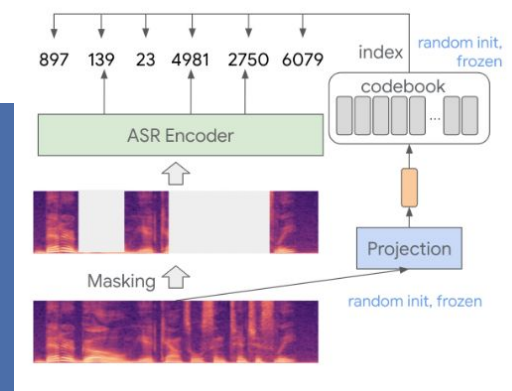 897 139 23 4981 2750 6079
index
random init,
frozen
codebook
...
ASR Encoder
Masking
Projection
random init, frozen